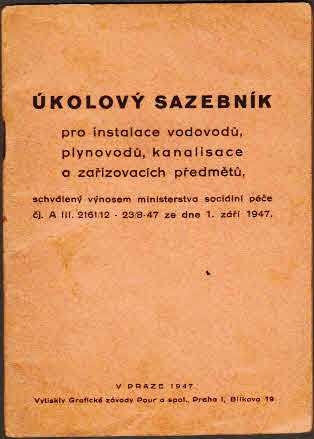 ÚKOLOVÝ SAZEBNÍK
pro instalace vodovodů,
plynovodů, kanalisace
a zařizovacích předmětů,
schválený výnosem ministerstva sociální péče
čj. A III. 2161/12 - 23/8-47 ze dne 1. září 1947.
V PRAZE 1947
Vytiskly Grafické závody Pour a spol., Praha I, Bílkova 19